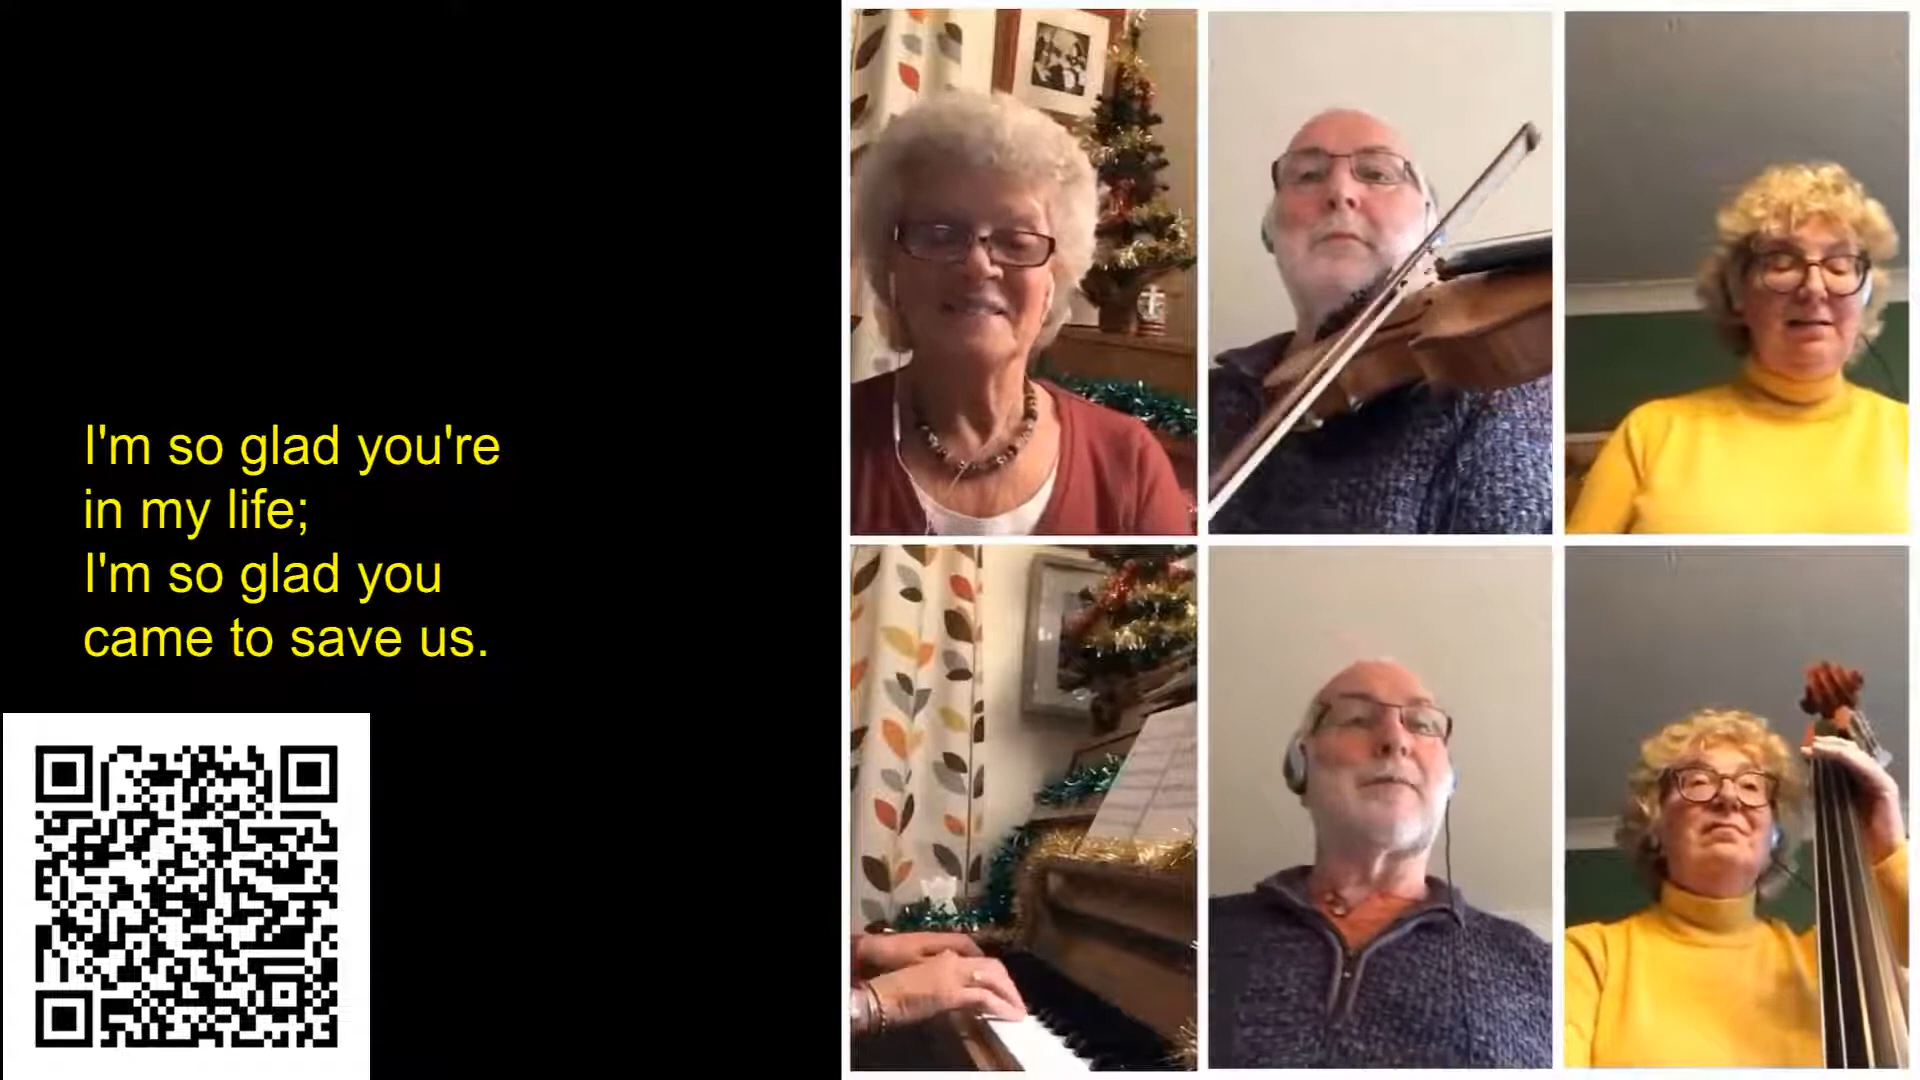 I'm so glad you're
in my life;
I'm so glad you
came to save us.